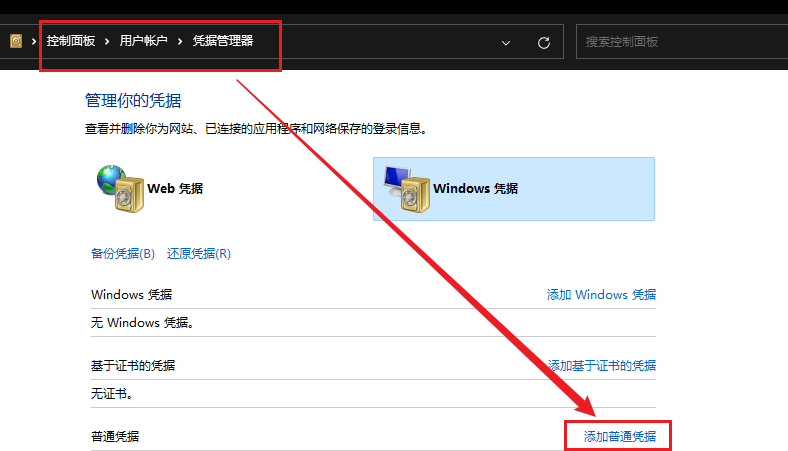 控制面板 › 用户帐户 › 凭据管理器 搜索控制面板
管理你的凭据
查看并删除你为网站、已连接的应用程序和网络保存的登录信息。
Web 凭据 Windows 凭据
备份凭据(B) 还原凭据(R)
Windows 凭据 添加 Windows 凭据
无 Windows 凭据。
基于证书的凭据 添加基于证书的凭据
无证书。
普通凭据 添加普通凭据